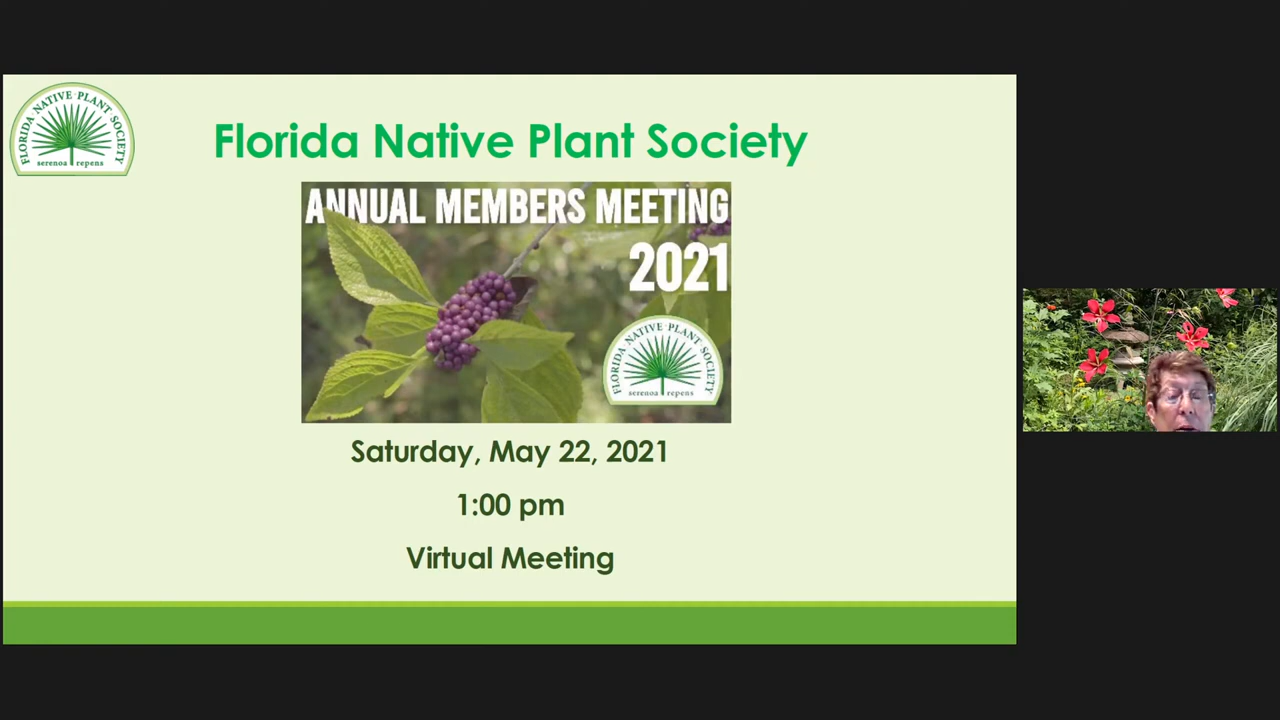 FLORIDA NATIVE PLANT SOCIETY
serenoa repens
Florida Native Plant Society
ANNUAL MEMBERS MEETING
2021
FLORIDA NATIVE PLANT SOCIETY
serenoa repens
Saturday, May 22, 2021
1:00 pm
Virtual Meeting